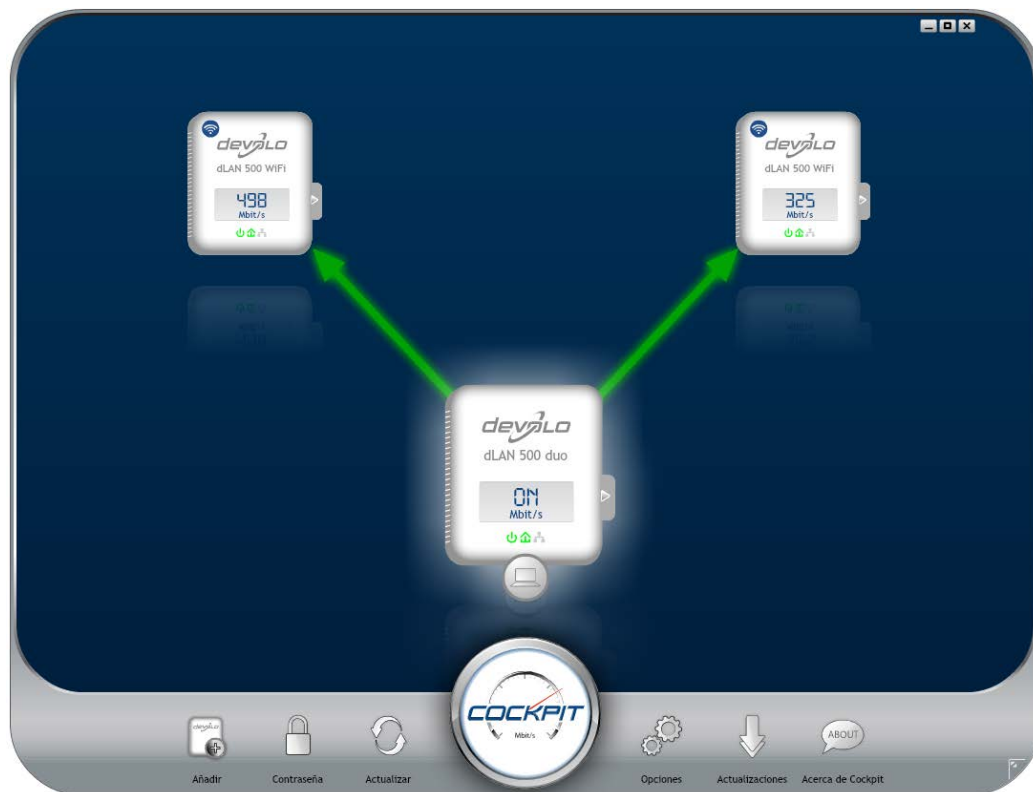 devolo
dLAN 500 WiFi
498
Mbit/s
devolo
dLAN 500 WiFi
325
Mbit/s
devolo
dLAN 500 duo
ON
Mbit/s
COCKPIT
Mbit/s
devolo
ABOUT
Añadir
Contraseña
Actualizar
Opciones
Actualizaciones
Acerca de Cockpit